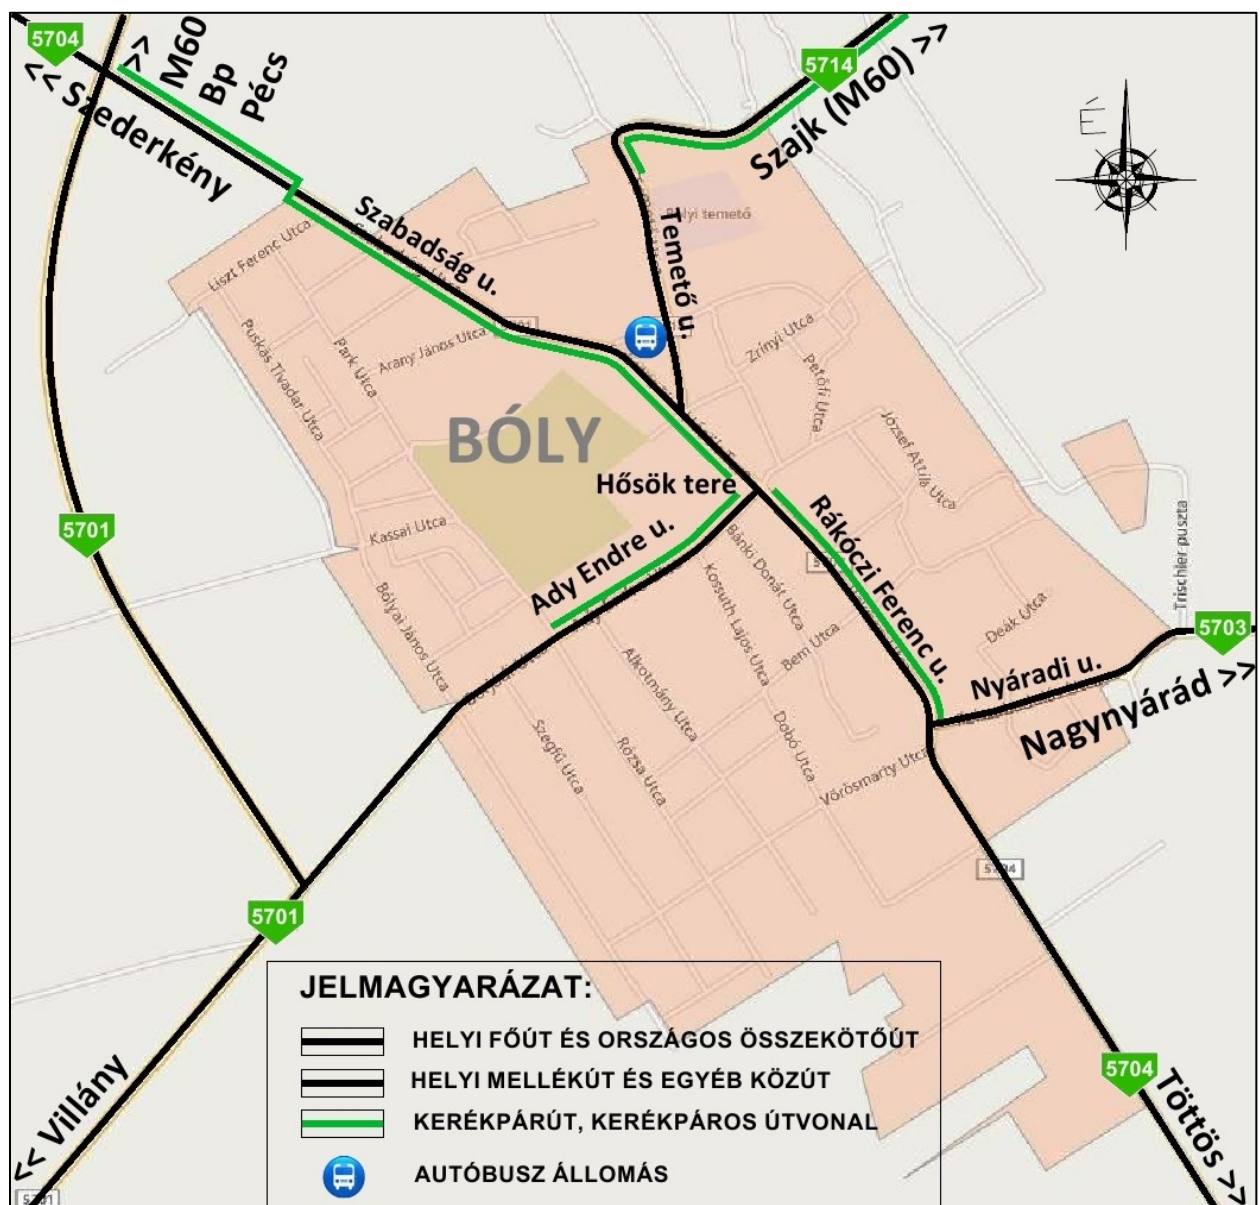 5704
<< Szederkény
<< M60
Bp
Pécs
5714
Szajk (M60) >>
É
Szabadság u.
Liszt Ferenc Utca
Bólyi temető
Temető u.
Puskás Tivadar Utca
Park Utca
Arany János Utca
Zrínyi Utca
Petőfi Utca
József Attila Utca
BÓLY
Hősök tere
5701
Kassai Utca
Ady Endre u.
Rákóczi Ferenc u.
Bánki Donát Utca
Kossuth Lajos Utca
Bem Utca
Deák Utca
Trischler puszta
5703
Nyáradi u.
Nagynyárád >>
Bólyai János Utca
Alkotmány Utca
Szegfű Utca
Rózsa Utca
Dobó Utca
Vörösmarty Utca
5704
5701
JELMAGYARÁZAT:
HELYI FŐÚT ÉS ORSZÁGOS ÖSSZEKÖTŐÚT
HELYI MELLÉKÚT ÉS EGYÉB KÖZÚT
KERÉKPÁRÚT, KERÉKPÁROS ÚTVONAL
AUTÓBUSZ ÁLLOMÁS
<< Villány
5701
5704
Töttös >>